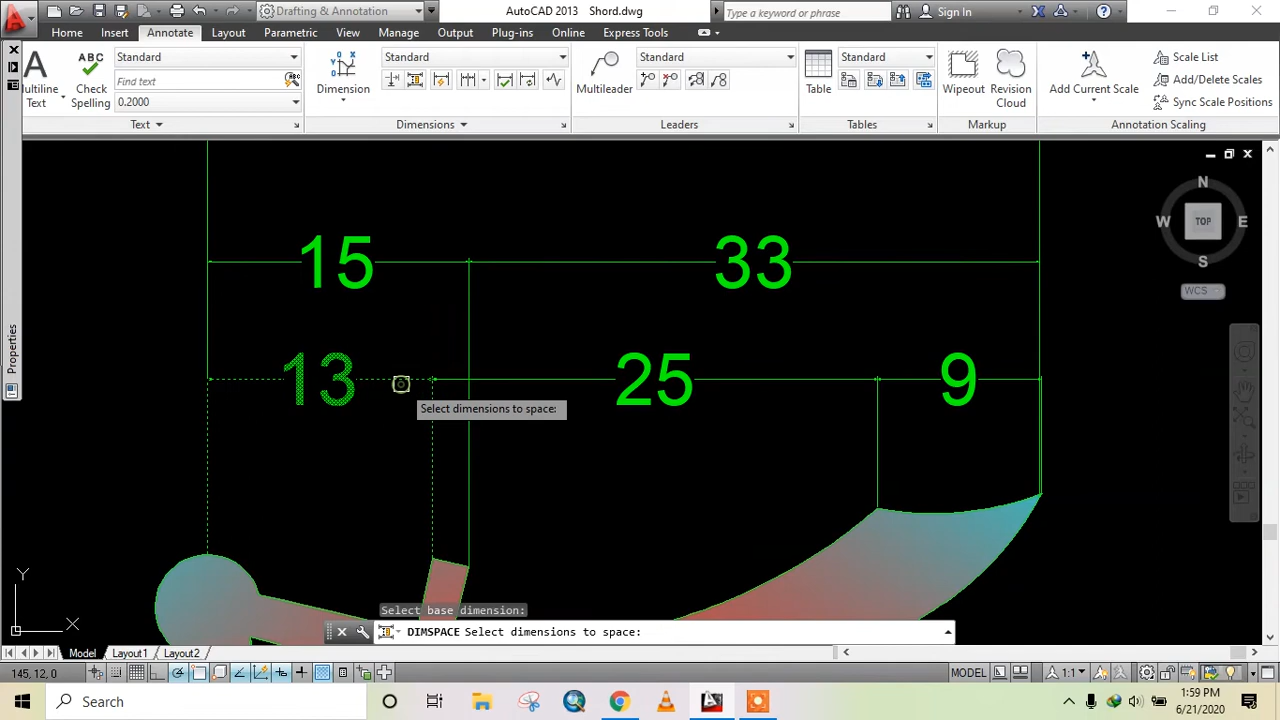 Drafting & Annotation
AutoCAD 2013 Shord.dwg
Type a keyword or phrase
Sign In
Home Insert Annotate Layout Parametric View Manage Output Plug-ins Online Express Tools
A ABC Standard Standard Standard Standard Scale List
Find text Add/Delete Scales
ultiline Text Check Spelling Dimension Multileader Table Wipeout Revision Cloud Add Current Scale
0.2000 Sync Scale Positions
Text Dimensions Leaders Tables Markup Annotation Scaling
N
W TOP E
S
WCS
15 33
13 25 9
Properties
Select dimensions to space:
Y
X
Select base dimension:
DIMSPACE Select dimensions to space:
Model Layout1 Layout2
145, 12, 0 MODEL 1:1
Search
1:59 PM
6/21/2020